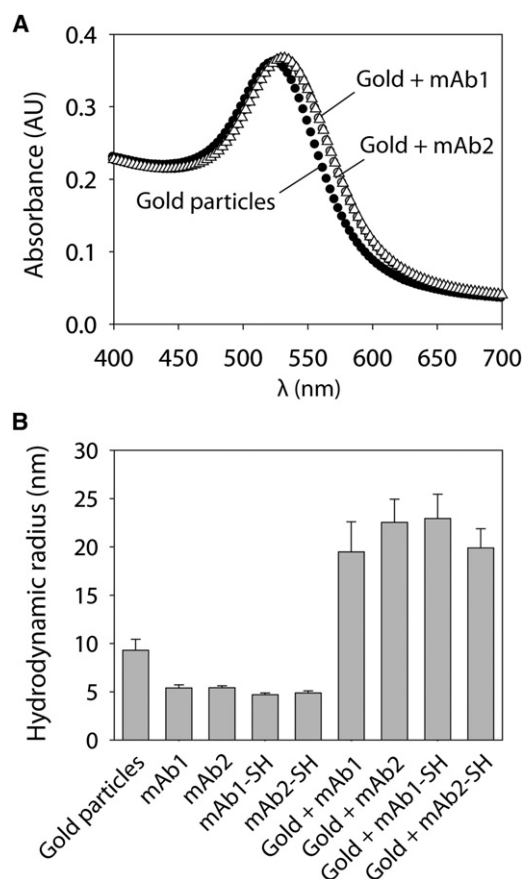 A
0.4
0.3
0.2
0.1
0.0
Absorbance (AU)
Gold + mAb1
Gold + mAb2
Gold particles
400 450 500 550 600 650 700
λ (nm)
B
30
25
20
15
10
5
0
Hydrodynamic radius (nm)
Gold particles
mAb1
mAb2
mAb1-SH
mAb2-SH
Gold + mAb1
Gold + mAb2
Gold + mAb1-SH
Gold + mAb2-SH